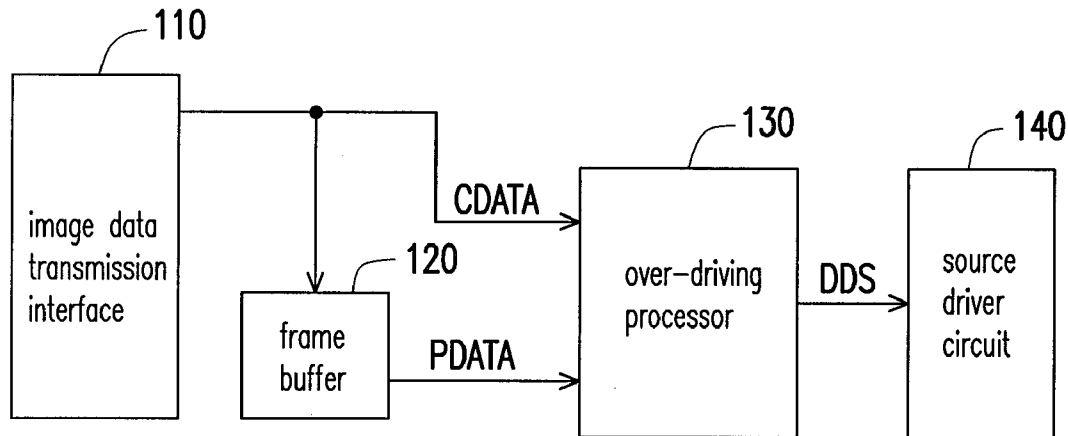 110
image data
transmission
interface
CDATA
120
frame
buffer
PDATA
130
over-driving
processor
DDS
140
source
driver
circuit